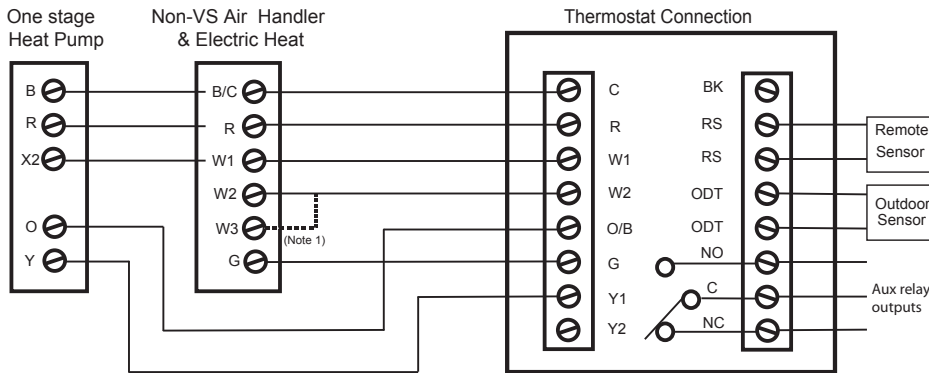 One stage
Heat Pump
Non-VS Air Handler
& Electric Heat
Thermostat Connection
B
R
X2
O
Y
B/C
R
W1
W2
W3
(Note 1)
G
C
R
W1
W2
O/B
G
Y1
Y2
BK
RS
RS
ODT
ODT
NO
C
NC
Remote
Sensor
Outdoor
Sensor
Aux relay
outputs